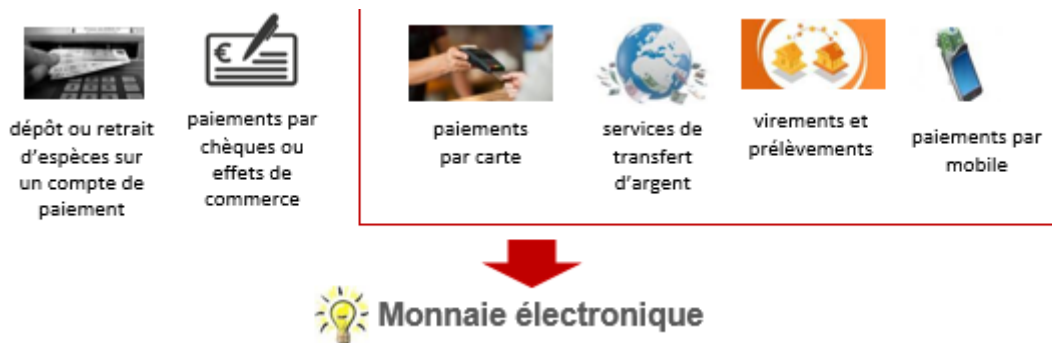 dépôt ou retrait
d'espèces sur
un compte de
paiement
€
paiements par
chèques ou
effets de
commerce
paiements
par carte
services de
transfert
d'argent
virements et
prélèvements
paiements par
mobile
Monnaie électronique